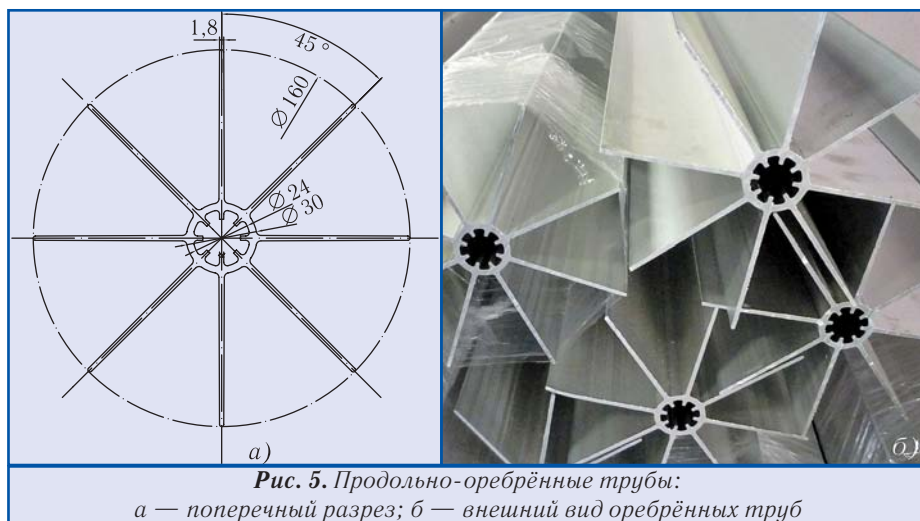 1,8
45°
Ø160
Ø24
Ø30
а)
б)
Рис. 5. Продольно-оребрённые трубы:
а — поперечный разрез; б — внешний вид оребрённых труб